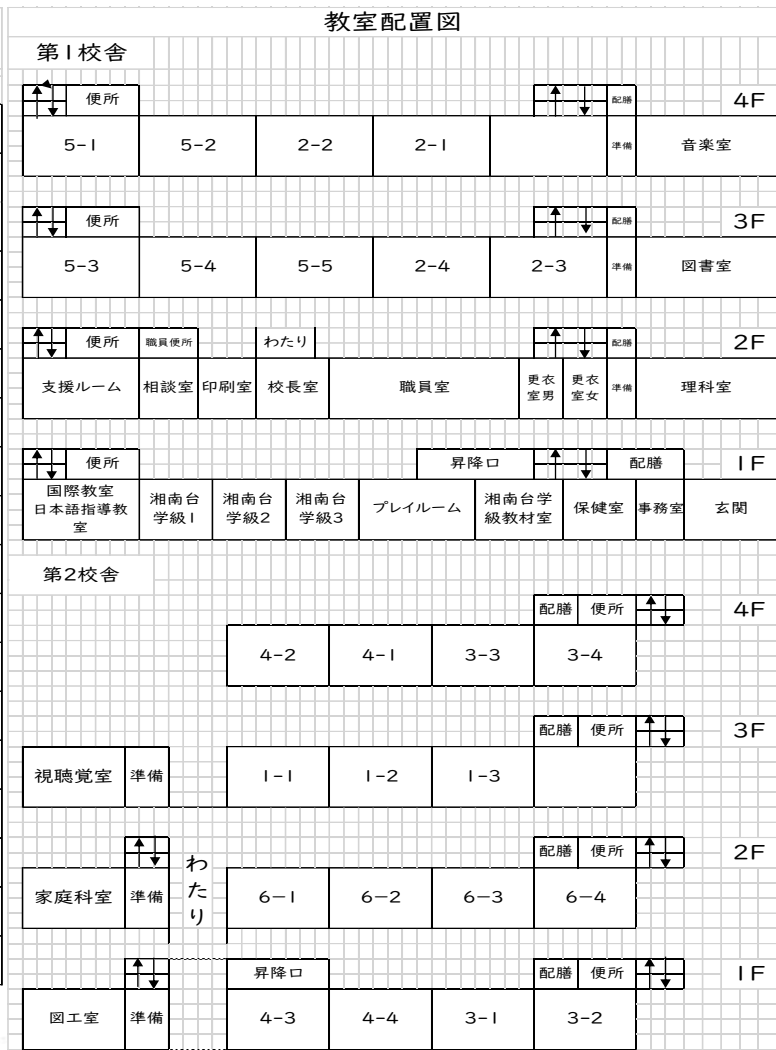 教室配置図
第1校舎
便所 配膳 4F
5-1 5-2 2-2 2-1 準備 音楽室
便所 配膳 3F
5-3 5-4 5-5 2-4 2-3 準備 図書室
便所 職員便所 わたり 配膳 2F
支援ルーム 相談室 印刷室 校長室 職員室 更衣室男 更衣室女 準備 理科室
便所 昇降口 配膳 1F
国際教室
日本語指導教
室
湘南台
学級1
湘南台
学級2
湘南台
学級3
プレイルーム
湘南台学
級教材室
保健室 事務室 玄関
第2校舎
配膳 便所 4F
4-2 4-1 3-3 3-4
配膳 便所 3F
視聴覚室 準備 1-1 1-2 1-3
配膳 便所 2F
わたり
家庭科室 準備 6-1 6-2 6-3 6-4
昇降口 配膳 便所 1F
図工室 準備 4-3 4-4 3-1 3-2